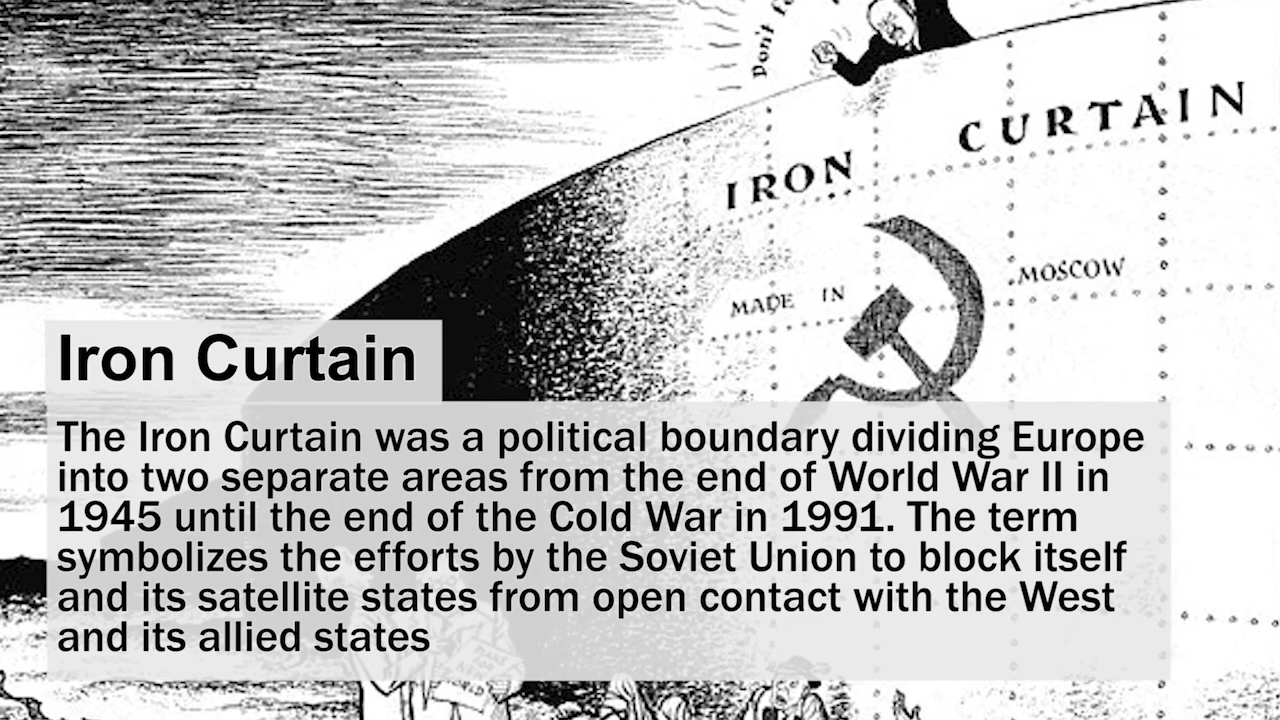 Don't
IRON CURTAIN
MADE IN MOSCOW
Iron Curtain
The Iron Curtain was a political boundary dividing Europe
into two separate areas from the end of World War II in
1945 until the end of the Cold War in 1991. The term
symbolizes the efforts by the Soviet Union to block itself
and its satellite states from open contact with the West
and its allied states